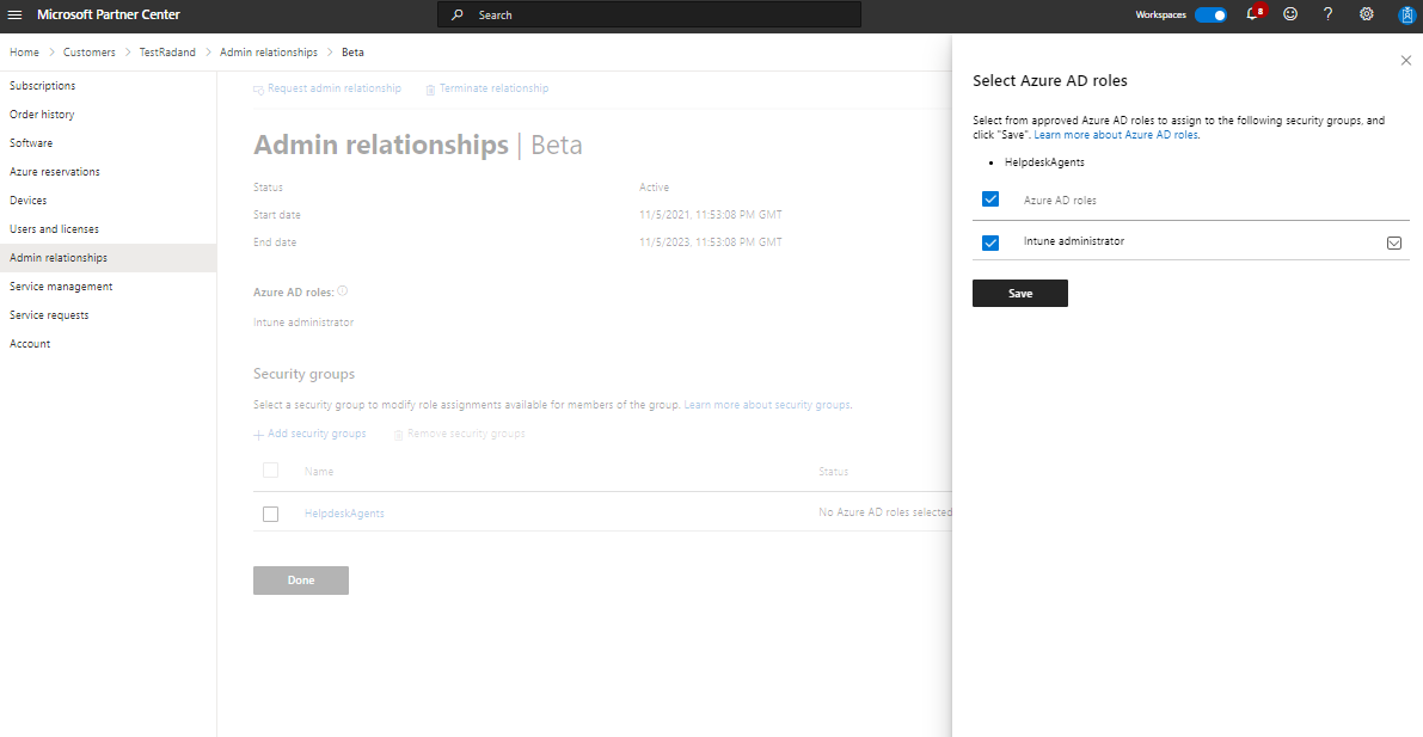 Microsoft Partner Center
Search
Workspaces
8
?
Home > Customers > TestRadand > Admin relationships > Beta
Subscriptions
Order history
Software
Azure reservations
Devices
Users and licenses
Admin relationships
Service management
Service requests
Account
Request admin relationship
Terminate relationship
Admin relationships | Beta
Status Active
Start date 11/5/2021, 11:53:08 PM GMT
End date 11/5/2023, 11:53:08 PM GMT
Azure AD roles:
Intune administrator
Security groups
Select a security group to modify role assignments available for members of the group. Learn more about security groups.
+ Add security groups
Remove security groups
Name Status
HelpdeskAgents No Azure AD roles selected
Done
Select Azure AD roles
Select from approved Azure AD roles to assign to the following security groups, and
click "Save". Learn more about Azure AD roles.
• HelpdeskAgents
Azure AD roles
Intune administrator
Save